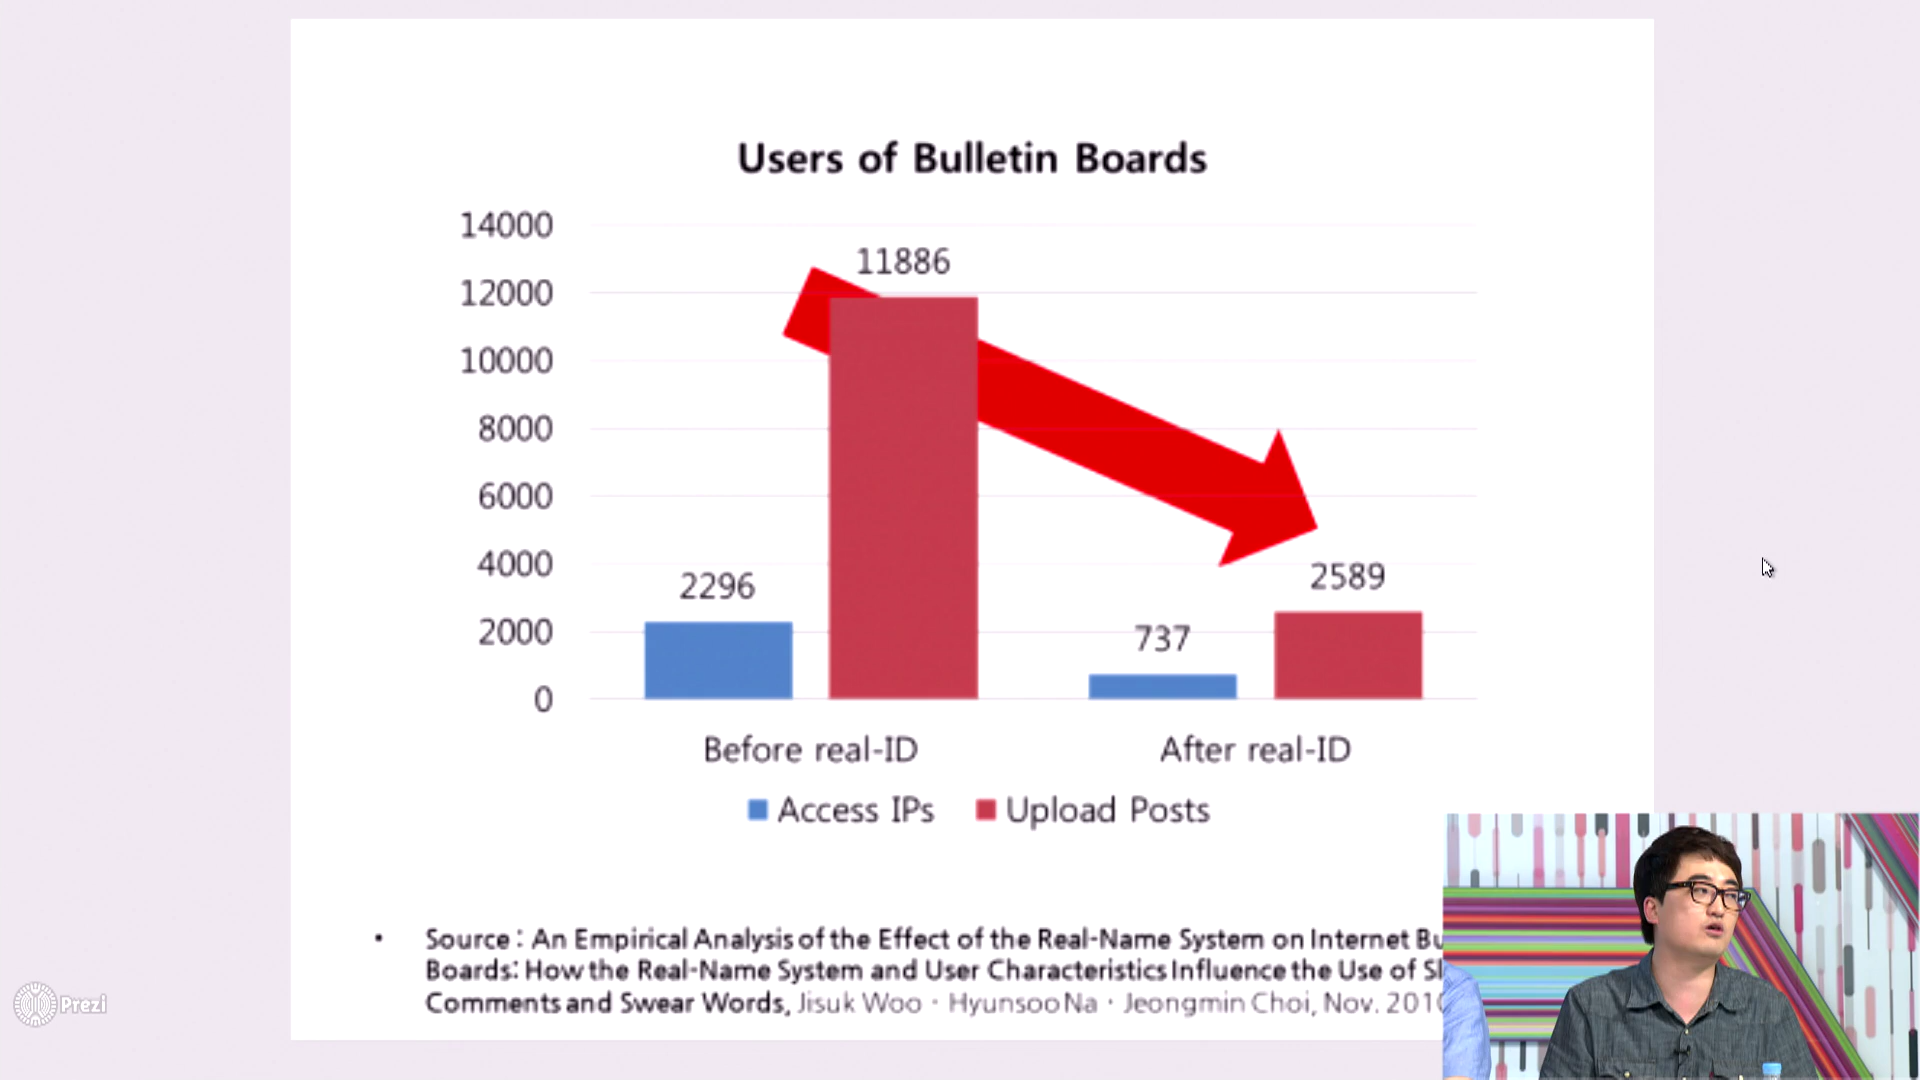 Users of Bulletin Boards
14000
12000
10000
8000
6000
4000
2000
0
11886
2296
2589
737
Before real-ID
After real-ID
Access IPs
Upload Posts
• Source : An Empirical Analysis of the Effect of the Real-Name System on Internet
Boards: How the Real-Name System and User Characteristics Influence the Use of
Comments and Swear Words, Jisuk Woo · Hyunsoo Na · Jeongmin Choi, Nov.
Prezi